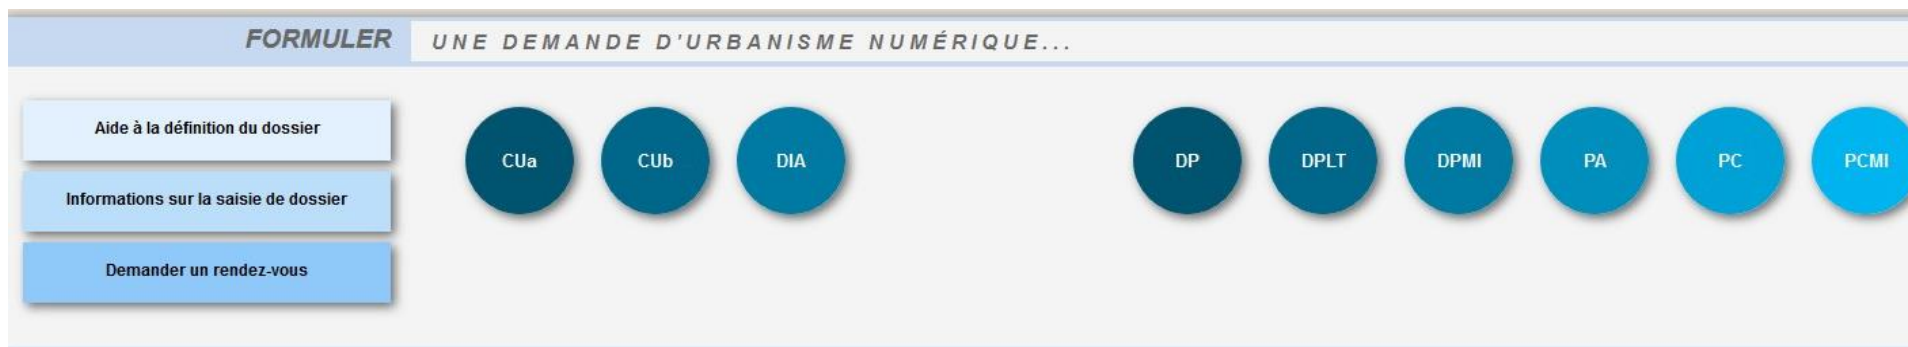 FORMULER UNE DEMANDE D'URBANISME NUMÉRIQUE...
Aide à la définition du dossier
Informations sur la saisie de dossier
Demander un rendez-vous
CUa CUb DIA DP DPLT DPMI PA PC PCMI